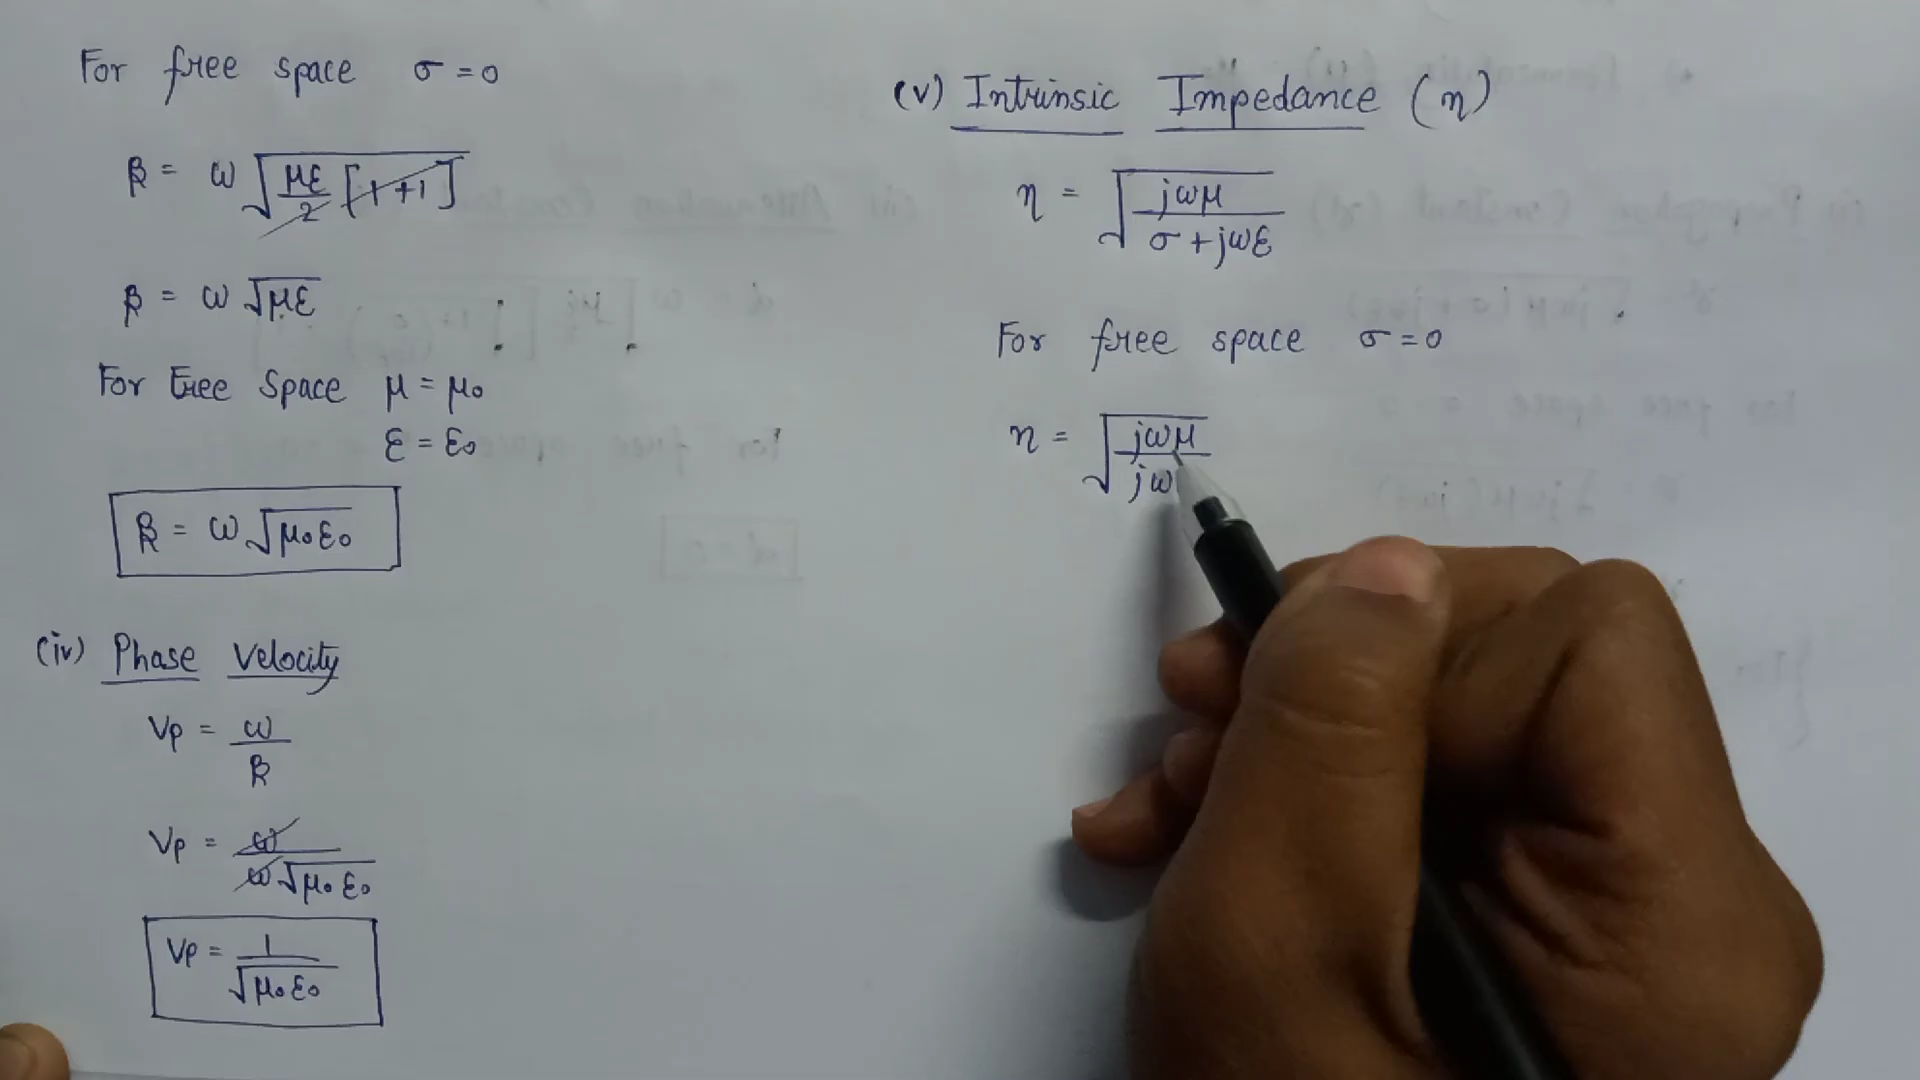 For free space σ = 0
β = ω √(με/2 [1+1])
β = ω √με
For Free Space μ = μ₀
ε = ε₀
β = ω √μ₀ε₀
(iv) Phase Velocity
Vp = ω/β
Vp = ω/ω√μ₀ε₀
Vp = 1/√μ₀ε₀
(v) Intrinsic Impedance (η)
η = √(jωμ/σ+jωε)
For free space σ = 0
η = √(jωμ/jω